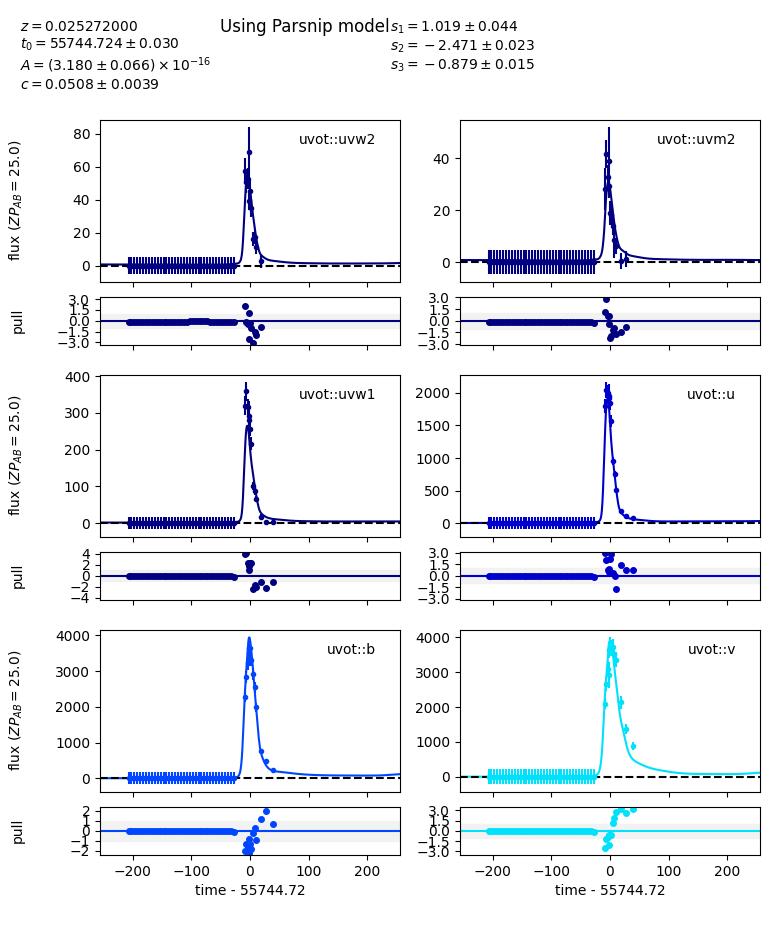 Using Parsnip model
z = 0.025272000
t0 = 55744.724 ± 0.030
A = (3.180 ± 0.066) × 10^−16
c = 0.0508 ± 0.0039
s1 = 1.019 ± 0.044
s2 = −2.471 ± 0.023
s3 = −0.879 ± 0.015
uvot::uvw2
flux (ZP_AB = 25.0)
80
60
40
20
0
uvot::uvm2
40
20
0
pull
3.0
1.5
0.0
−1.5
−3.0
3.0
1.5
0.0
−1.5
−3.0
uvot::uvw1
flux (ZP_AB = 25.0)
400
300
200
100
0
uvot::u
2000
1500
1000
500
0
pull
4
2
0
−2
−4
3.0
1.5
0.0
−1.5
−3.0
uvot::b
flux (ZP_AB = 25.0)
4000
3000
2000
1000
0
uvot::v
4000
3000
2000
1000
0
pull
2
1
0
−1
−2
3.0
1.5
0.0
−1.5
−3.0
−200 −100 0 100 200
time - 55744.72
−200 −100 0 100 200
time - 55744.72